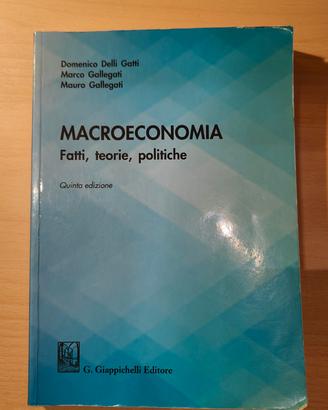 Domenico Delli Gatti
Marco Gallegati
Mauro Gallegati
MACROECONOMIA
Fatti, teorie, politiche
Quinta edizione
G. Giappichelli Editore